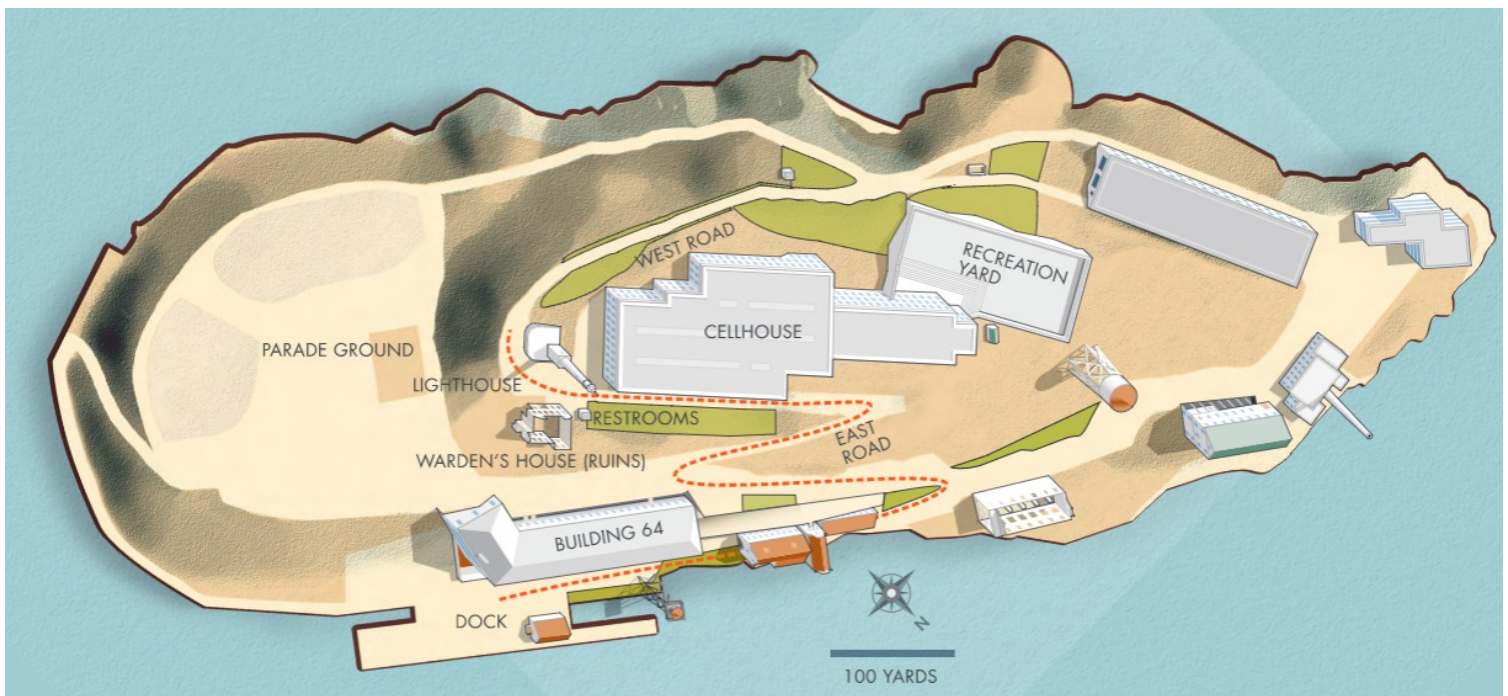 WEST ROAD
RECREATION
YARD
CELLHOUSE
PARADE GROUND
LIGHTHOUSE
RESTROOMS
EAST
ROAD
WARDEN'S HOUSE (RUINS)
BUILDING 64
DOCK
N
100 YARDS